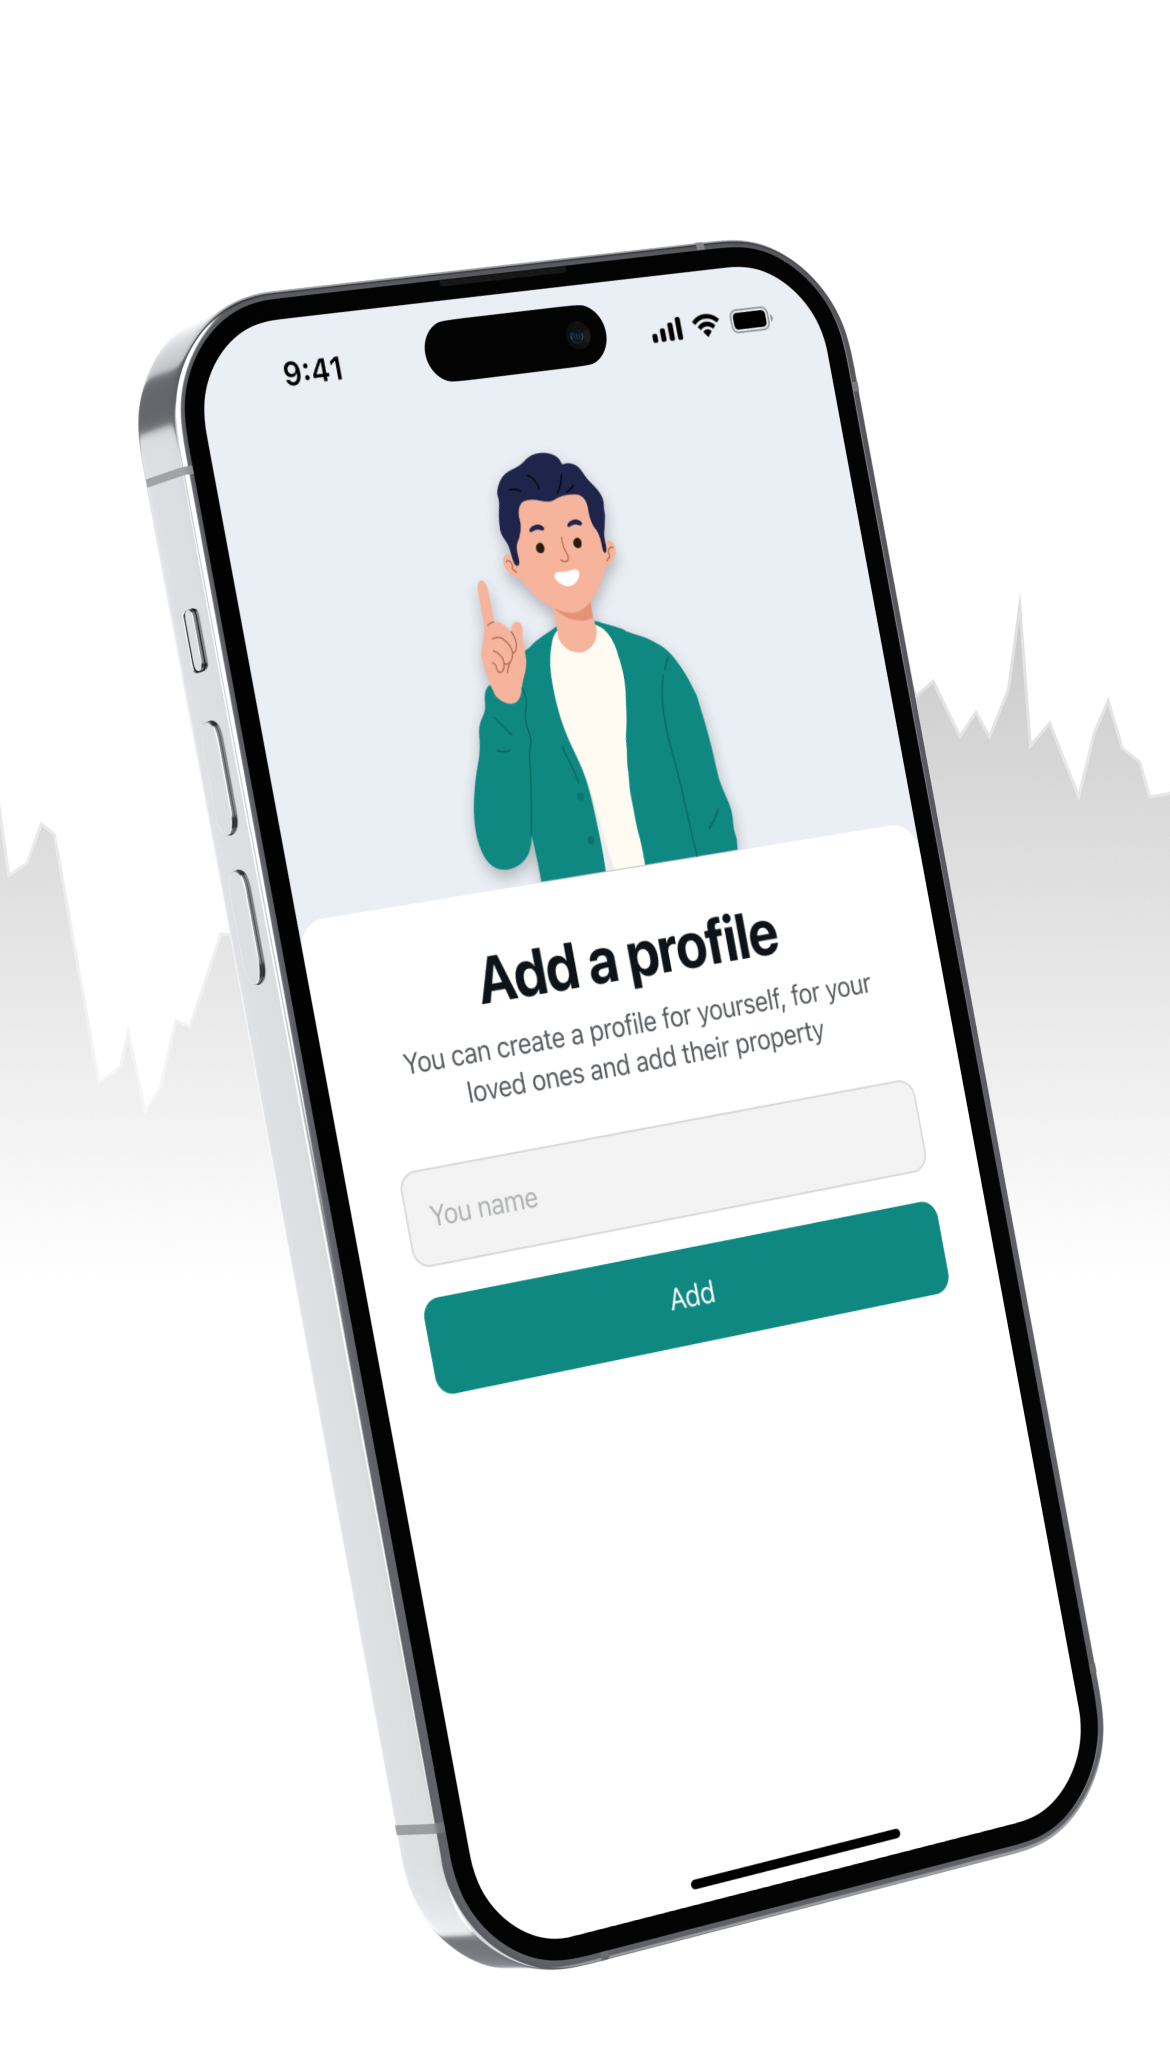 9:41
Add a profile
You can create a profile for yourself, for your
loved ones and add their property
You name
Add